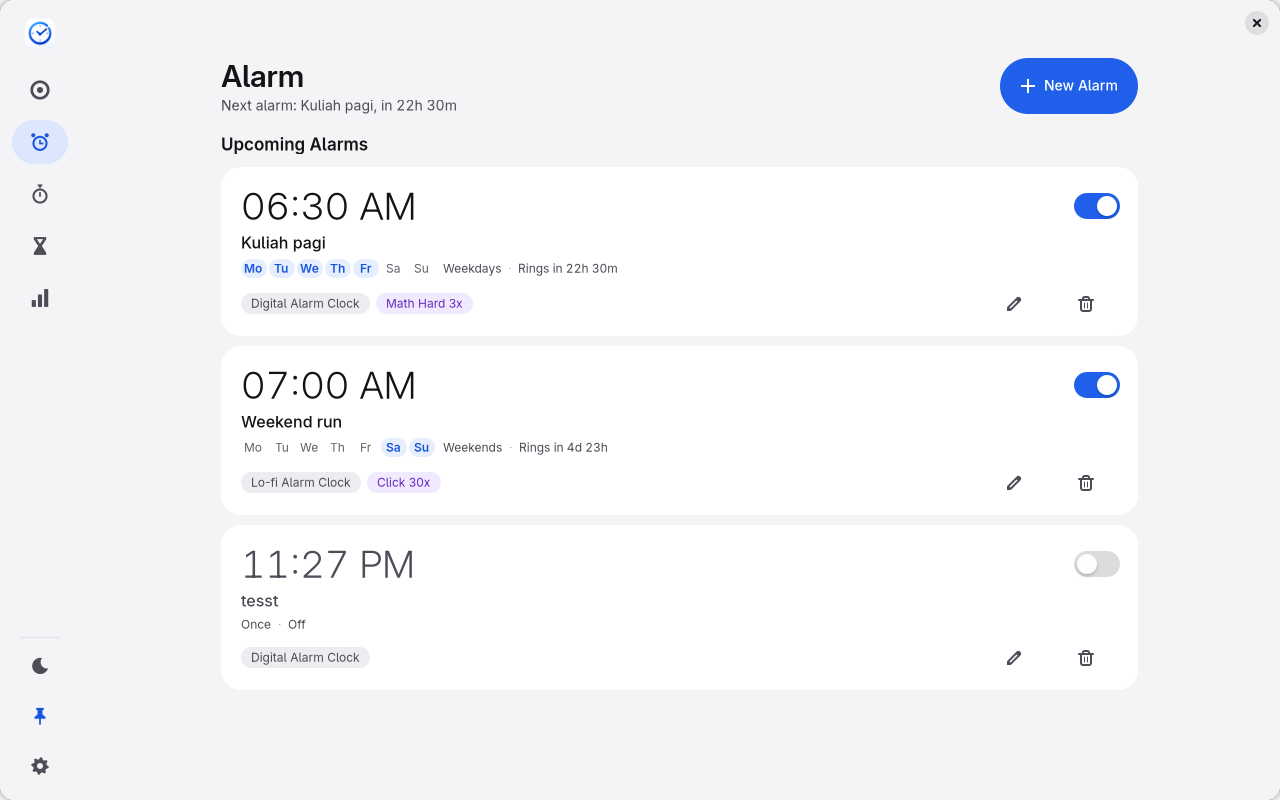 Alarm
Next alarm: Kuliah pagi, in 22h 30m
New Alarm
Upcoming Alarms
06:30 AM
Kuliah pagi
Mo Tu We Th Fr Sa Su Weekdays · Rings in 22h 30m
Digital Alarm Clock Math Hard 3x
07:00 AM
Weekend run
Mo Tu We Th Fr Sa Su Weekends · Rings in 4d 23h
Lo-fi Alarm Clock Click 30x
11:27 PM
tesst
Once · Off
Digital Alarm Clock